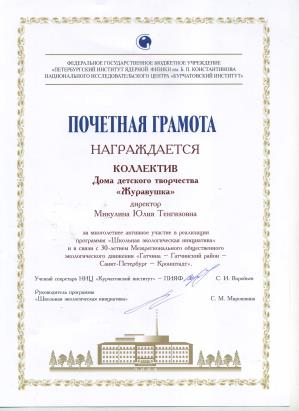 ФЕДЕРАЛЬНОЕ ГОСУДАРСТВЕННОЕ БЮДЖЕТНОЕ УЧРЕЖДЕНИЕ
«ПЕТЕРБУРГСКИЙ ИНСТИТУТ ЯДЕРНОЙ ФИЗИКИ им. Б. П. КОНСТАНТИНОВА
НАЦИОНАЛЬНОГО ИССЛЕДОВАТЕЛЬСКОГО ЦЕНТРА «КУРЧАТОВСКИЙ ИНСТИТУТ»
ПОЧЕТНАЯ ГРАМОТА
НАГРАЖДАЕТСЯ
КОЛЛЕКТИВ
Дома детского творчества
«Журавушка»
директор
Микулина Юлия Тенгизовна
за многолетнее активное участие в реализации
программы «Школьная экологическая инициатива»
и в связи с 30-летием Межрегионального общественного
экологического движения «Гатчина – Гатчинский район –
Санкт-Петербург – Кронштадт».
Ученый секретарь НИЦ «Курчатовский институт» – ПИЯФ С. И. Воробьев
Руководитель программы
«Школьная экологическая инициатива» С. М. Мирошкина